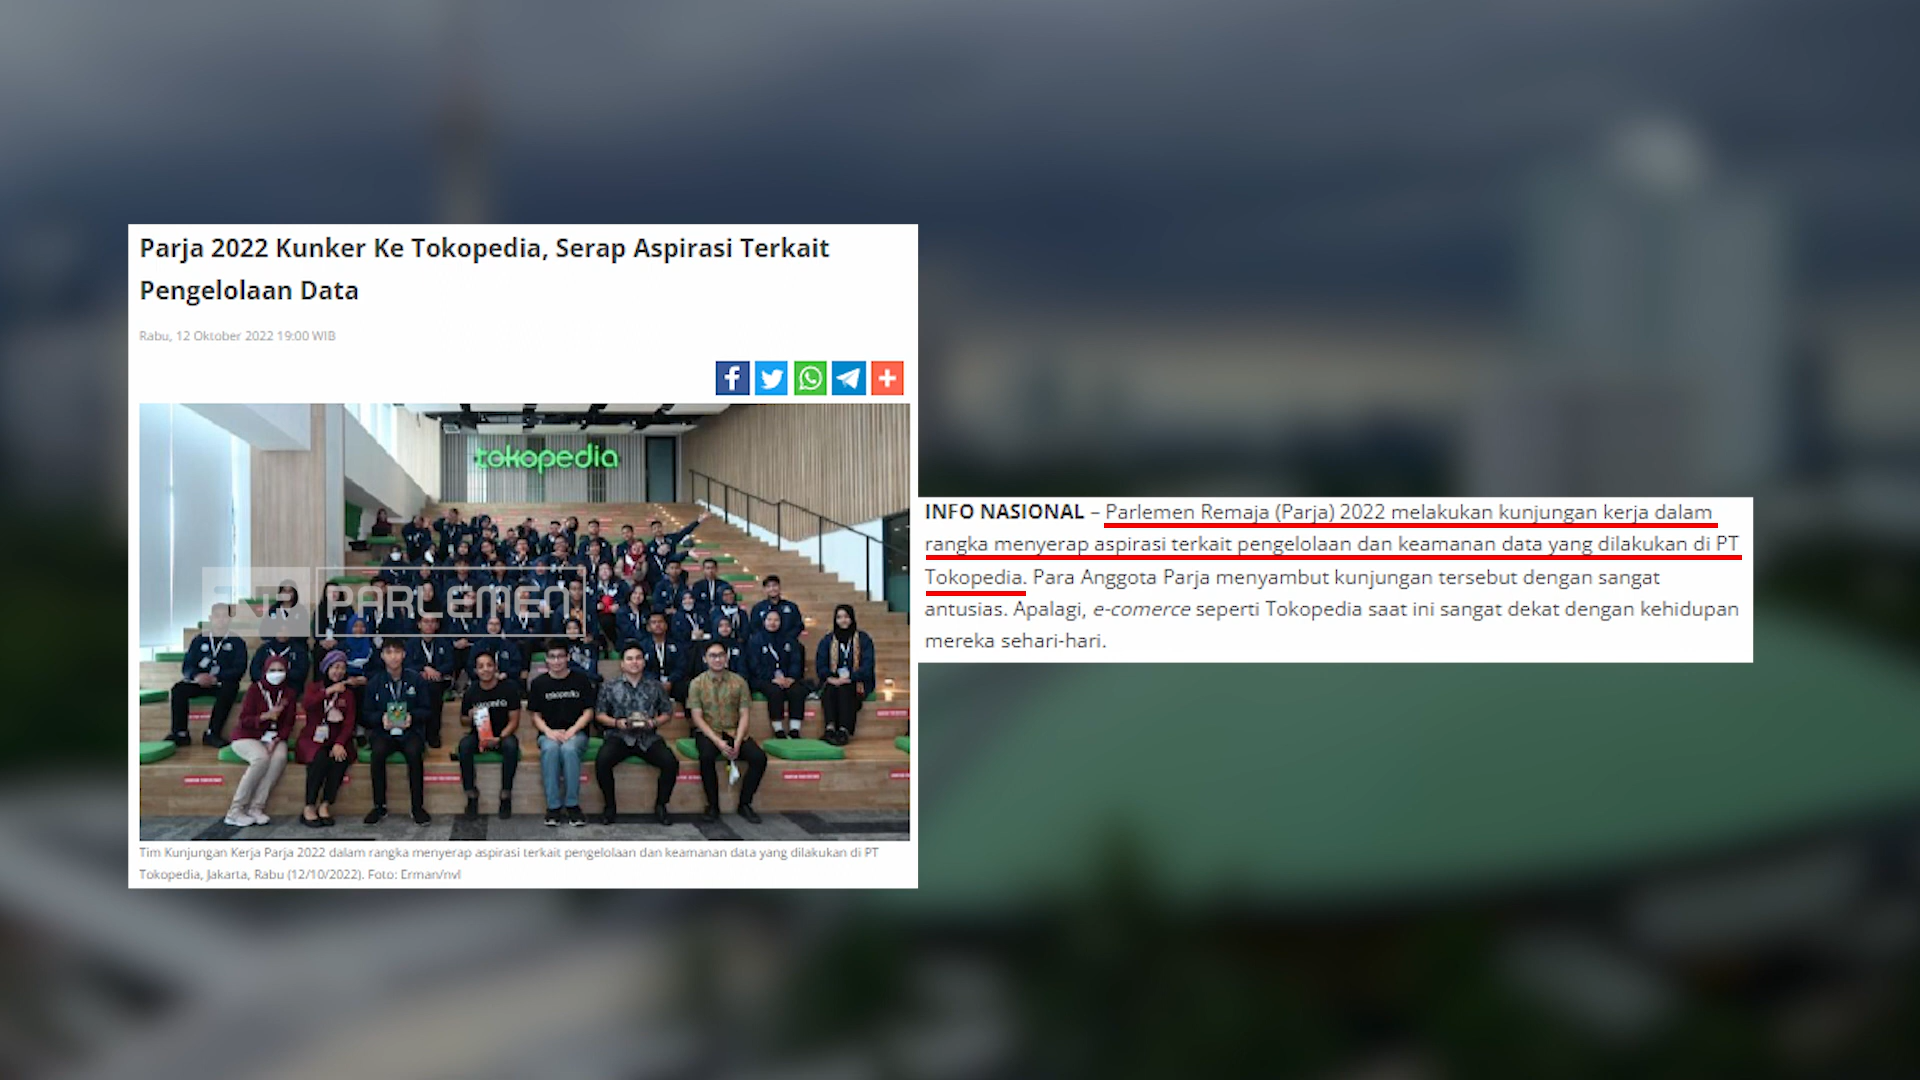 Parja 2022 Kunker Ke Tokopedia, Serap Aspirasi Terkait
Pengelolaan Data
Rabu, 12 Oktober 2022 19:00 WIB
tokopedia
PARLEMEN
tokopedia
Tim Kunjungan Kerja Parja 2022 dalam rangka menyerap aspirasi terkait pengelolaan dan keamanan data yang dilakukan di PT
Tokopedia, Jakarta, Rabu (12/10/2022). Foto: Erman/nvl
INFO NASIONAL – Parlemen Remaja (Parja) 2022 melakukan kunjungan kerja dalam
rangka menyerap aspirasi terkait pengelolaan dan keamanan data yang dilakukan di PT
Tokopedia. Para Anggota Parja menyambut kunjungan tersebut dengan sangat
antusias. Apalagi, e-comerce seperti Tokopedia saat ini sangat dekat dengan kehidupan
mereka sehari-hari.